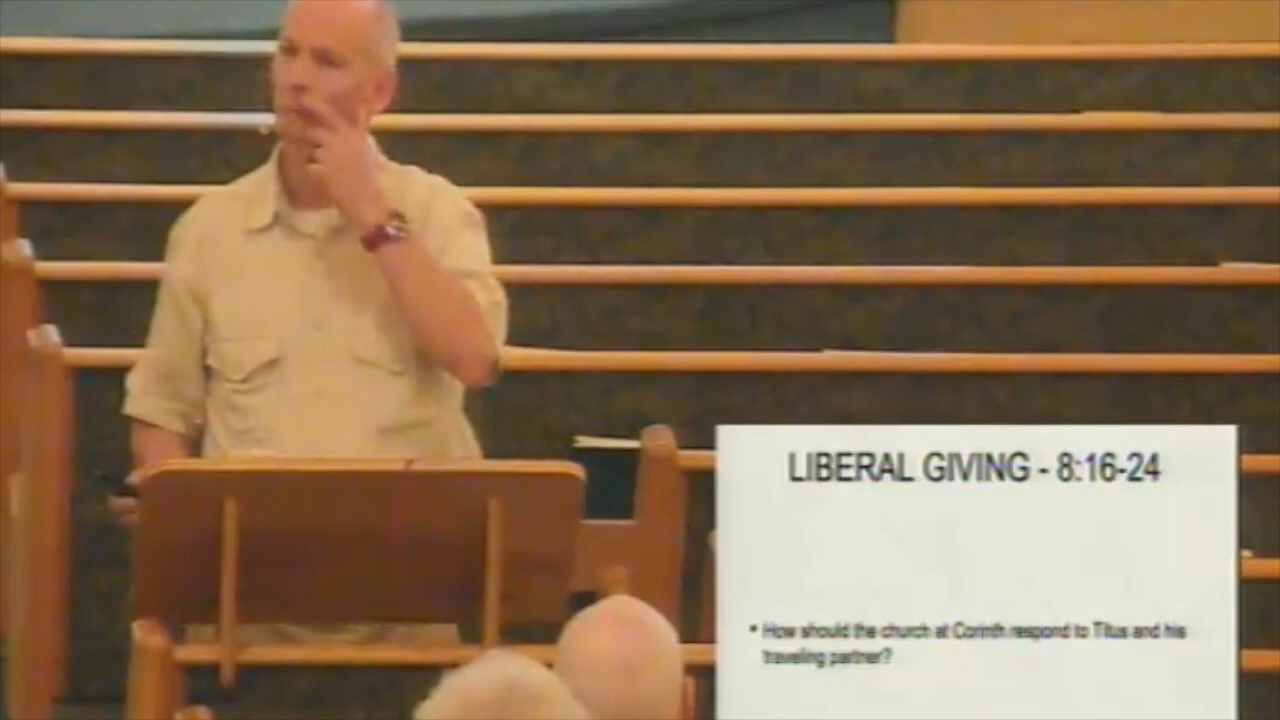 LIBERAL GIVING - 8:16-24
• How should the church at Corinth respond to Titus and his
traveling partner?